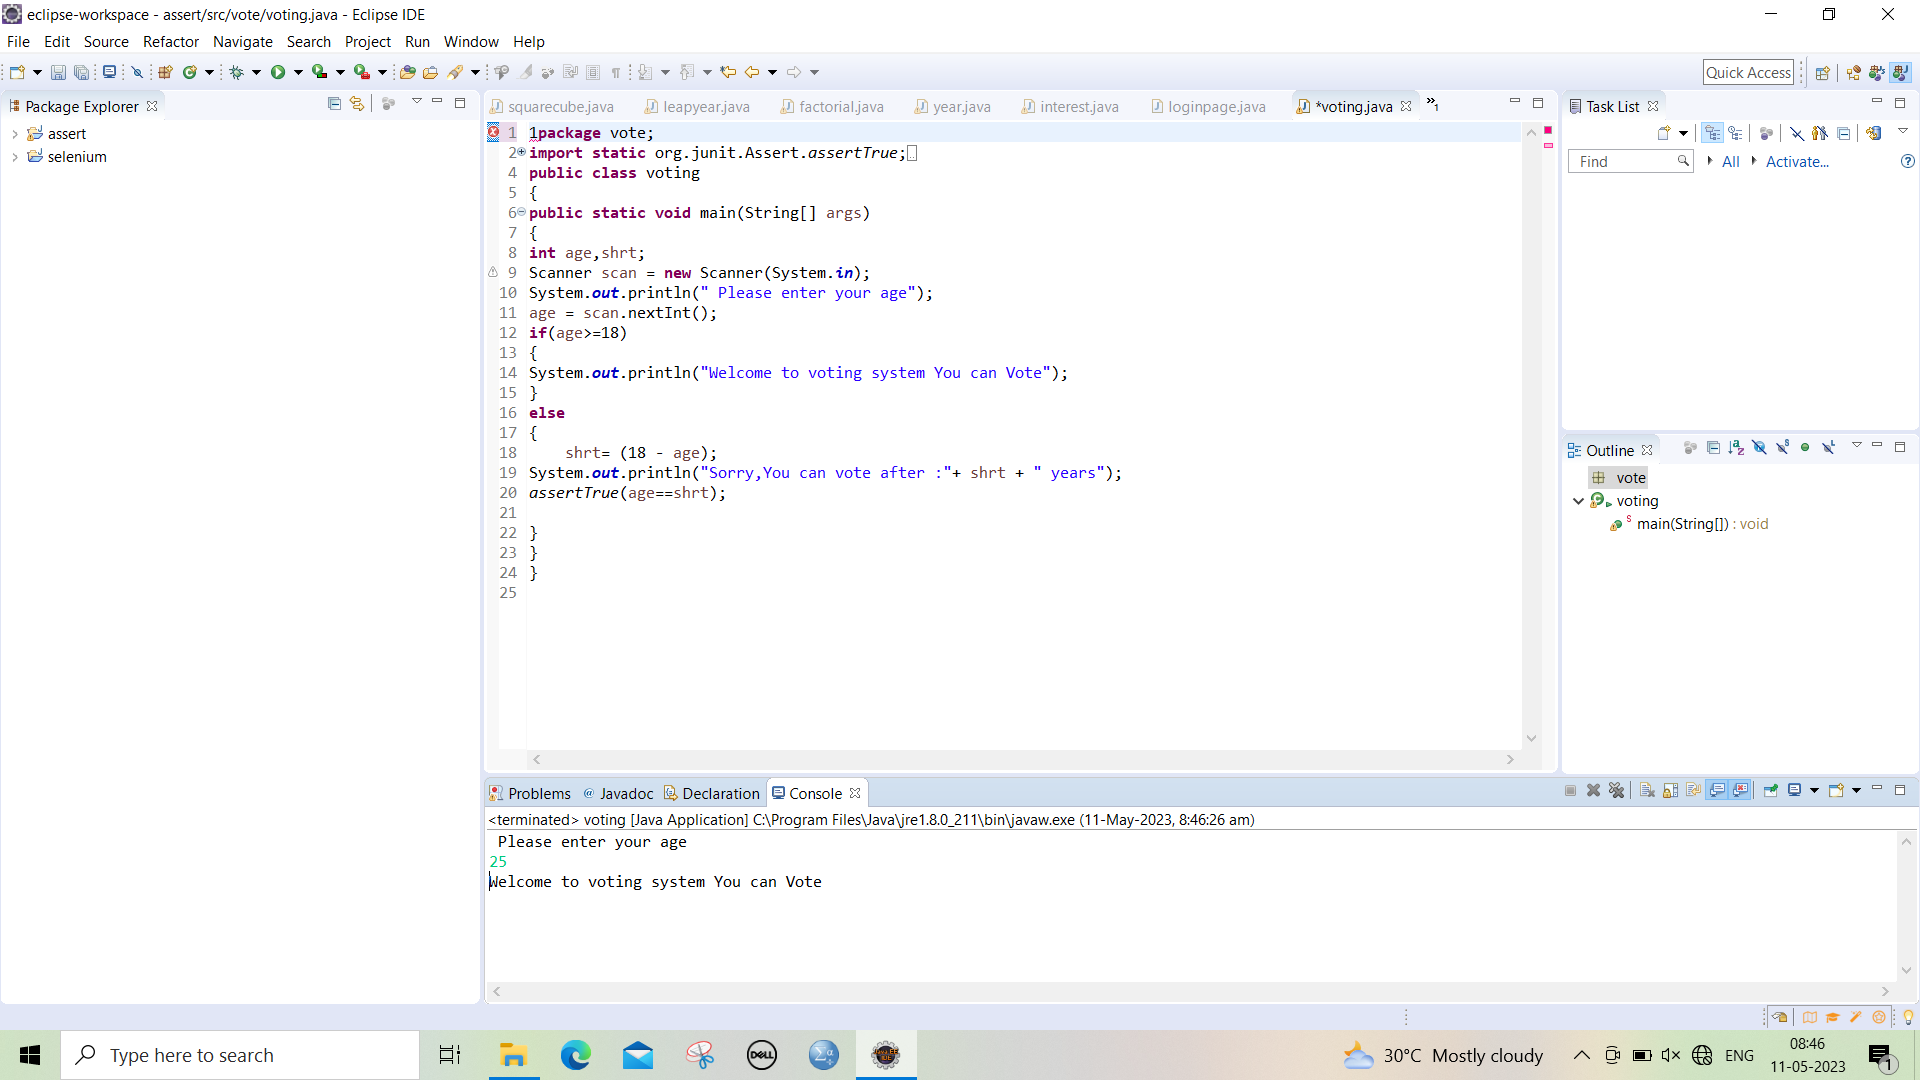 eclipse-workspace - assert/src/vote/voting.java - Eclipse IDE
File Edit Source Refactor Navigate Search Project Run Window Help
Quick Access
Package Explorer
assert
selenium
squarecube.java leapyear.java factorial.java year.java interest.java loginpage.java *voting.java »1
1 1package vote;
2 import static org.junit.Assert.assertTrue;
4 public class voting
5 {
6 public static void main(String[] args)
7 {
8 int age,shrt;
9 Scanner scan = new Scanner(System.in);
10 System.out.println(" Please enter your age");
11 age = scan.nextInt();
12 if(age>=18)
13 {
14 System.out.println("Welcome to voting system You can Vote");
15 }
16 else
17 {
18 shrt= (18 - age);
19 System.out.println("Sorry,You can vote after :"+ shrt + " years");
20 assertTrue(age==shrt);
21
22 }
23 }
24 }
25
Task List
Find All Activate...
Outline
vote
voting
main(String[]) : void
Problems @ Javadoc Declaration Console
<terminated> voting [Java Application] C:\Program Files\Java\jre1.8.0_211\bin\javaw.exe (11-May-2023, 8:46:26 am)
Please enter your age
25
Welcome to voting system You can Vote
Type here to search
DELL
30°C Mostly cloudy
ENG
08:46
11-05-2023
1